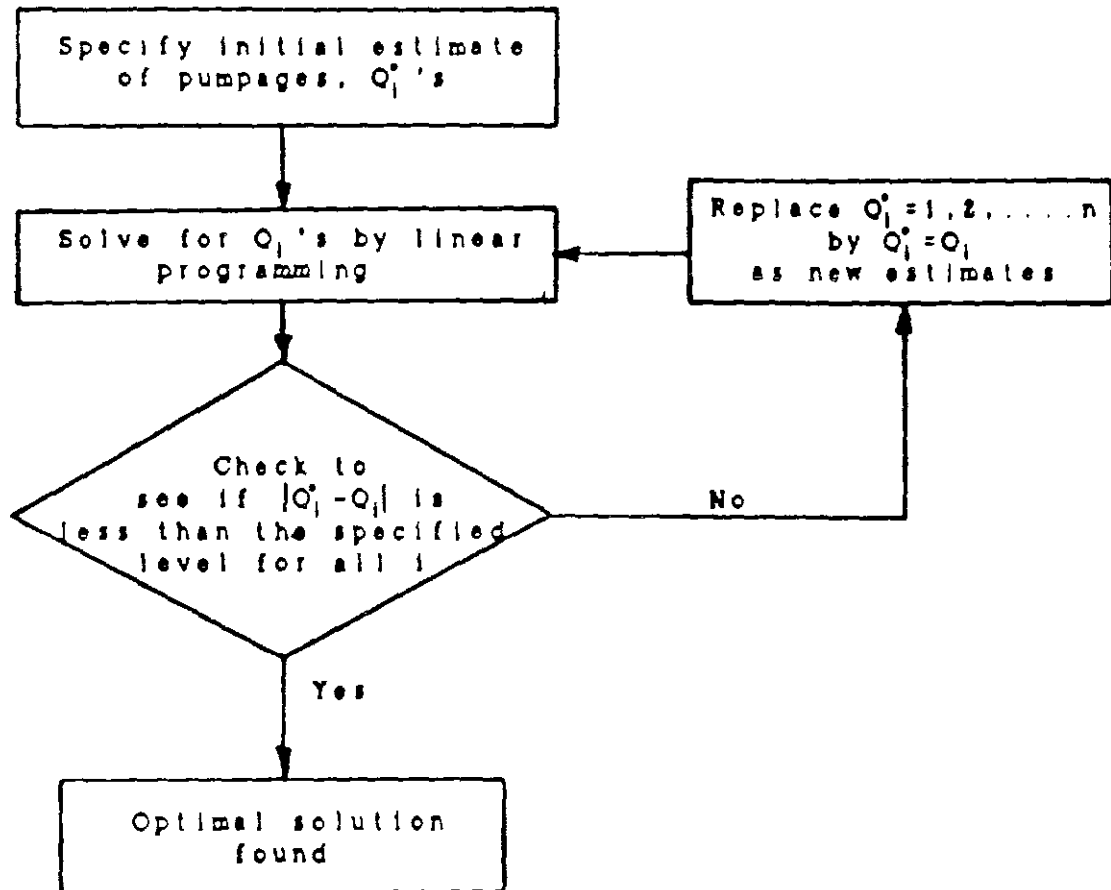 Specify initial estimate
of pumpages, Q*i 's
Solve for Qi 's by linear
programming
Replace Q*i =1,2,.....n
by Q*i =Qi
as new estimates
Check to
see if |Q*i -Qi| is
less than the specified
level for all i
No
Yes
Optimal solution
found